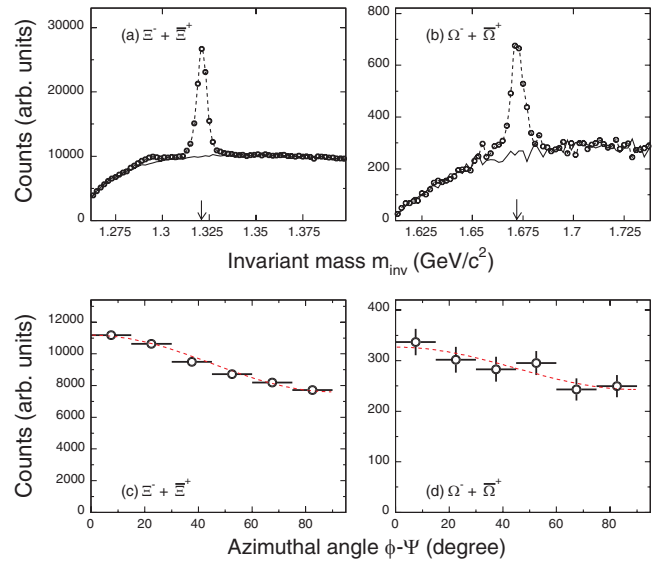 (a) Ξ⁻ + Ξ̅⁺
(b) Ω⁻ + Ω̅⁺
Counts (arb. units)
30000
20000
10000
0
800
600
400
200
0
1.275 1.3 1.325 1.35 1.375
1.625 1.65 1.675 1.7 1.725
Invariant mass m_inv (GeV/c²)
Counts (arb. units)
12000
10000
8000
6000
4000
2000
0
400
300
200
100
0
(c) Ξ⁻ + Ξ̅⁺
(d) Ω⁻ + Ω̅⁺
0 20 40 60 80
0 20 40 60 80
Azimuthal angle ϕ-Ψ (degree)